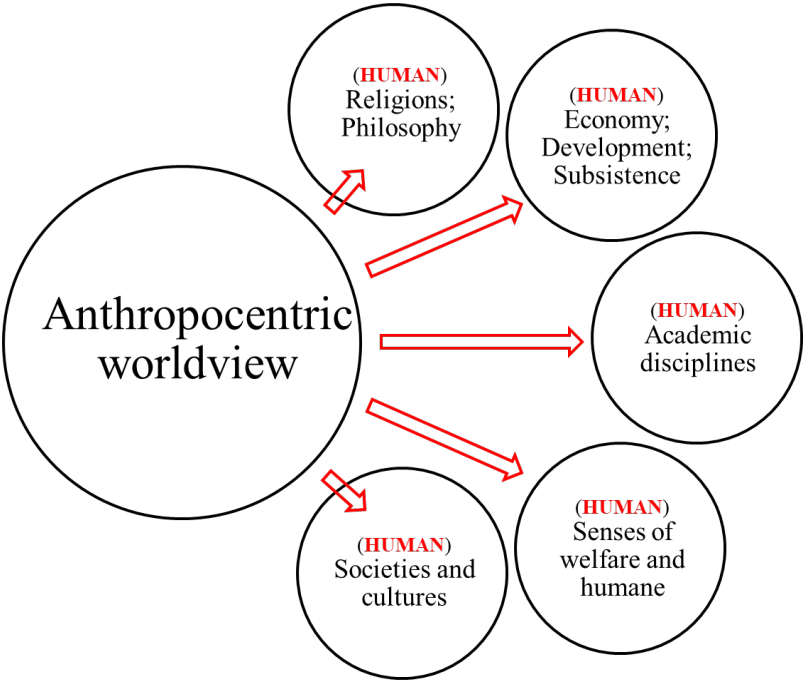 (HUMAN)
Religions;
Philosophy
(HUMAN)
Economy;
Development;
Subsistence
Anthropocentric
worldview
(HUMAN)
Academic
disciplines
(HUMAN)
Senses of
welfare and
humane
(HUMAN)
Societies and
cultures